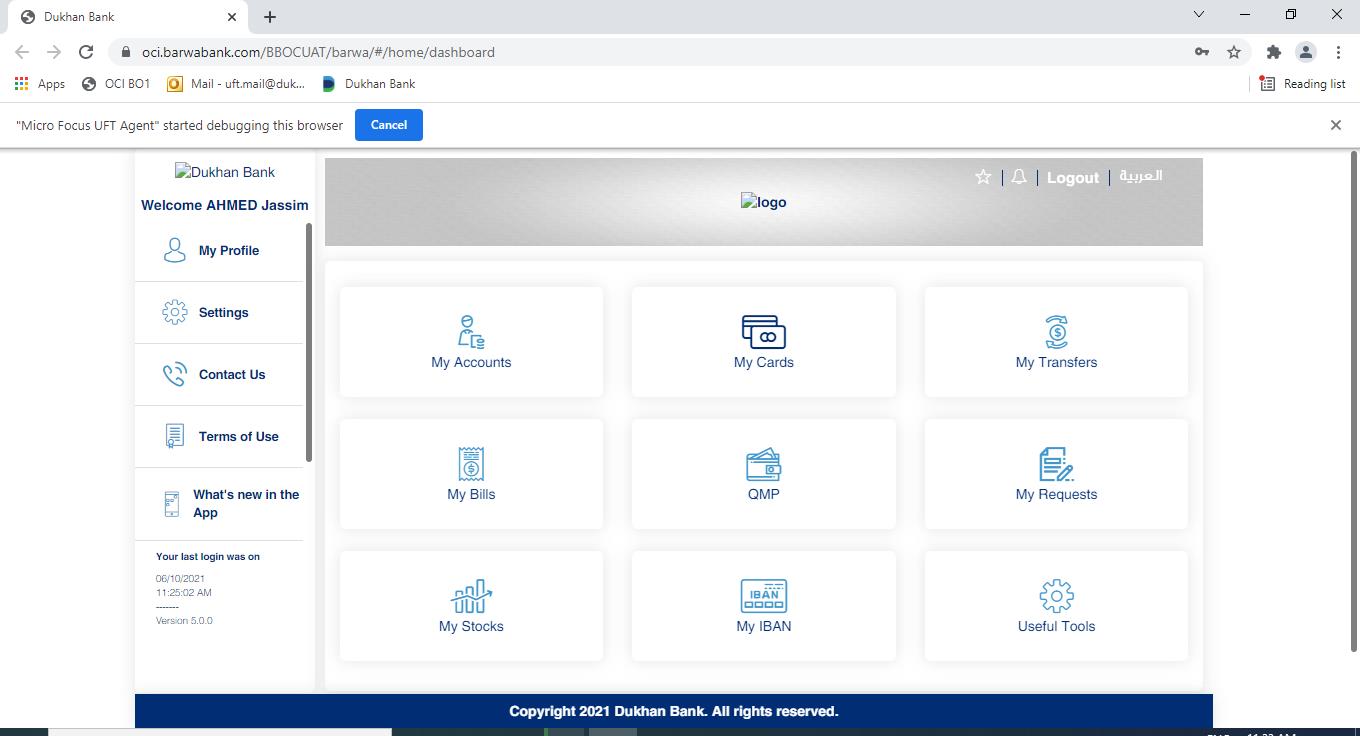 Dukhan Bank
oci.barwabank.com/BBOCUAT/barwa/#/home/dashboard
Apps
OCI BO1
Mail - uft.mail@duk...
Dukhan Bank
Reading list
"Micro Focus UFT Agent" started debugging this browser
Cancel
Dukhan Bank
Welcome AHMED Jassim
My Profile
Settings
Contact Us
Terms of Use
What's new in the
App
Your last login was on
06/10/2021
11:25:02 AM
-------
Version 5.0.0
logo
Logout
العربية
My Accounts
My Cards
My Transfers
My Bills
QMP
My Requests
My Stocks
IBAN
My IBAN
Useful Tools
Copyright 2021 Dukhan Bank. All rights reserved.